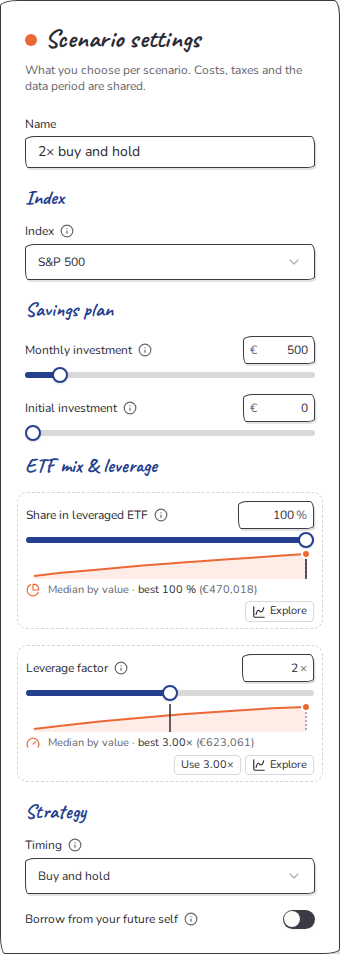 Scenario settings
What you choose per scenario. Costs, taxes and the
data period are shared.
Name
2× buy and hold
Index
Index
S&P 500
Savings plan
Monthly investment
€ 500
Initial investment
€ 0
ETF mix & leverage
Share in leveraged ETF
100 %
Median by value · best 100 % (€470,018)
Explore
Leverage factor
2 ×
Median by value · best 3.00× (€623,061)
Use 3.00× Explore
Strategy
Timing
Buy and hold
Borrow from your future self